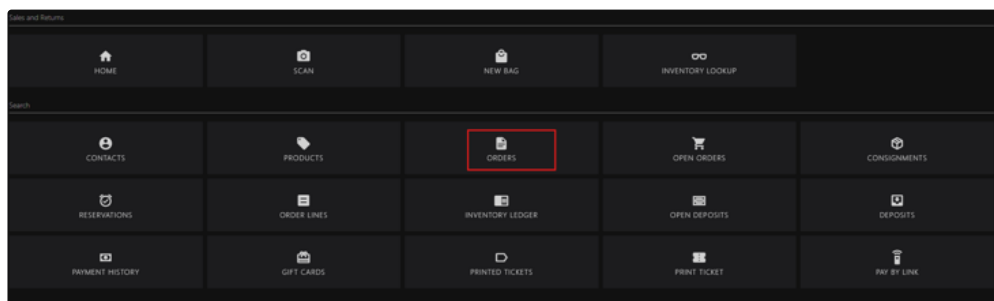 Sales and Returns
HOME
SCAN
NEW BAG
INVENTORY LOOKUP
Search
CONTACTS
PRODUCTS
ORDERS
OPEN ORDERS
CONSIGNMENTS
RESERVATIONS
ORDER LINES
INVENTORY LEDGER
OPEN DEPOSITS
DEPOSITS
PAYMENT HISTORY
GIFT CARDS
PRINTED TICKETS
PRINT TICKET
PAY BY LINK